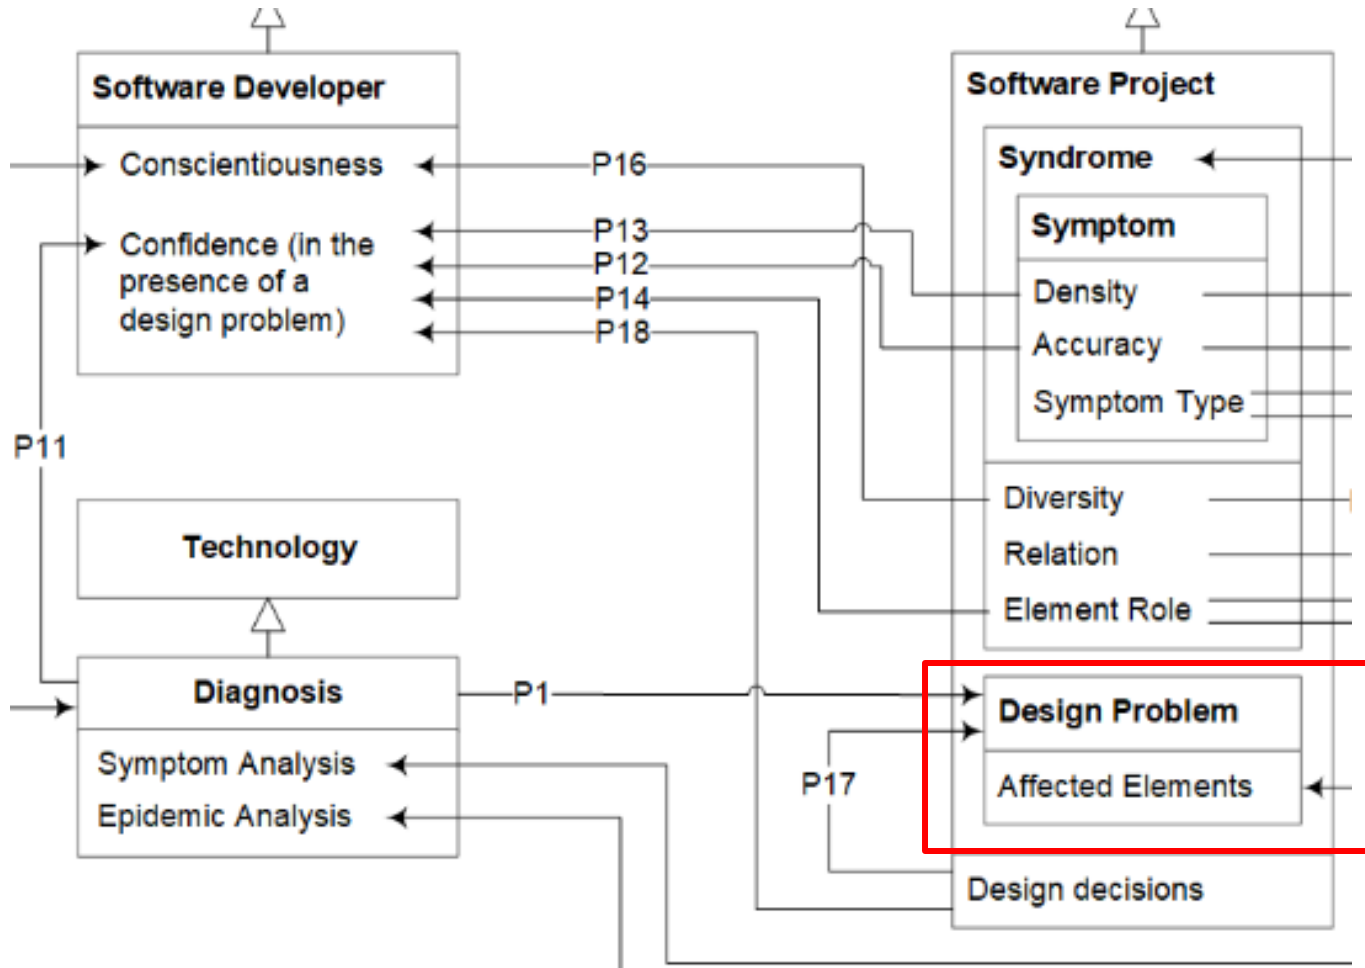 Software Developer
Conscientiousness
Confidence (in the
presence of a
design problem)
P16
P13
P12
P14
P18
P11
Technology
Diagnosis
Symptom Analysis
Epidemic Analysis
P1
P17
Software Project
Syndrome
Symptom
Density
Accuracy
Symptom Type
Diversity
Relation
Element Role
Design Problem
Affected Elements
Design decisions